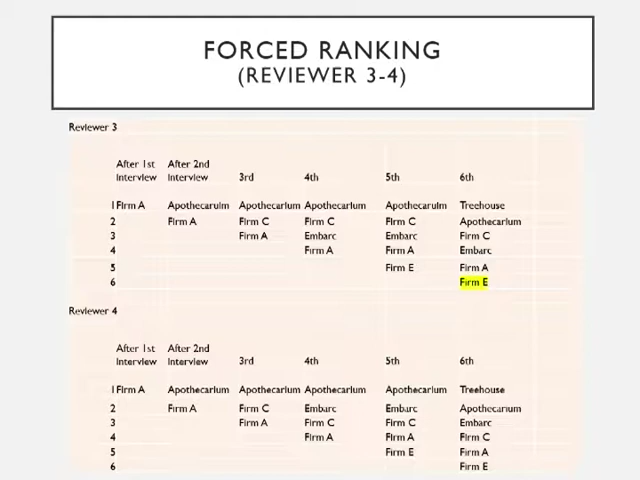 FORCED RANKING
(REVIEWER 3-4)
Reviewer 3
After 1st After 2nd
Interview Interview 3rd 4th 5th 6th
1 Firm A Apothecaruim Apothecarium Apothecarium Apothecaruim Treehouse
2 Firm A Firm C Firm C Firm C Apothecarium
3 Firm A Embarc Embarc Firm C
4 Firm A Firm A Embarc
5 Firm E Firm A
6 Firm E
Reviewer 4
After 1st After 2nd
Interview Interview 3rd 4th 5th 6th
1 Firm A Apothecarium Apothecarium Apothecarium Apothecarium Treehouse
2 Firm A Firm C Embarc Embarc Apothecarium
3 Firm A Firm C Firm C Embarc
4 Firm A Firm A Firm C
5 Firm E Firm A
6 Firm E